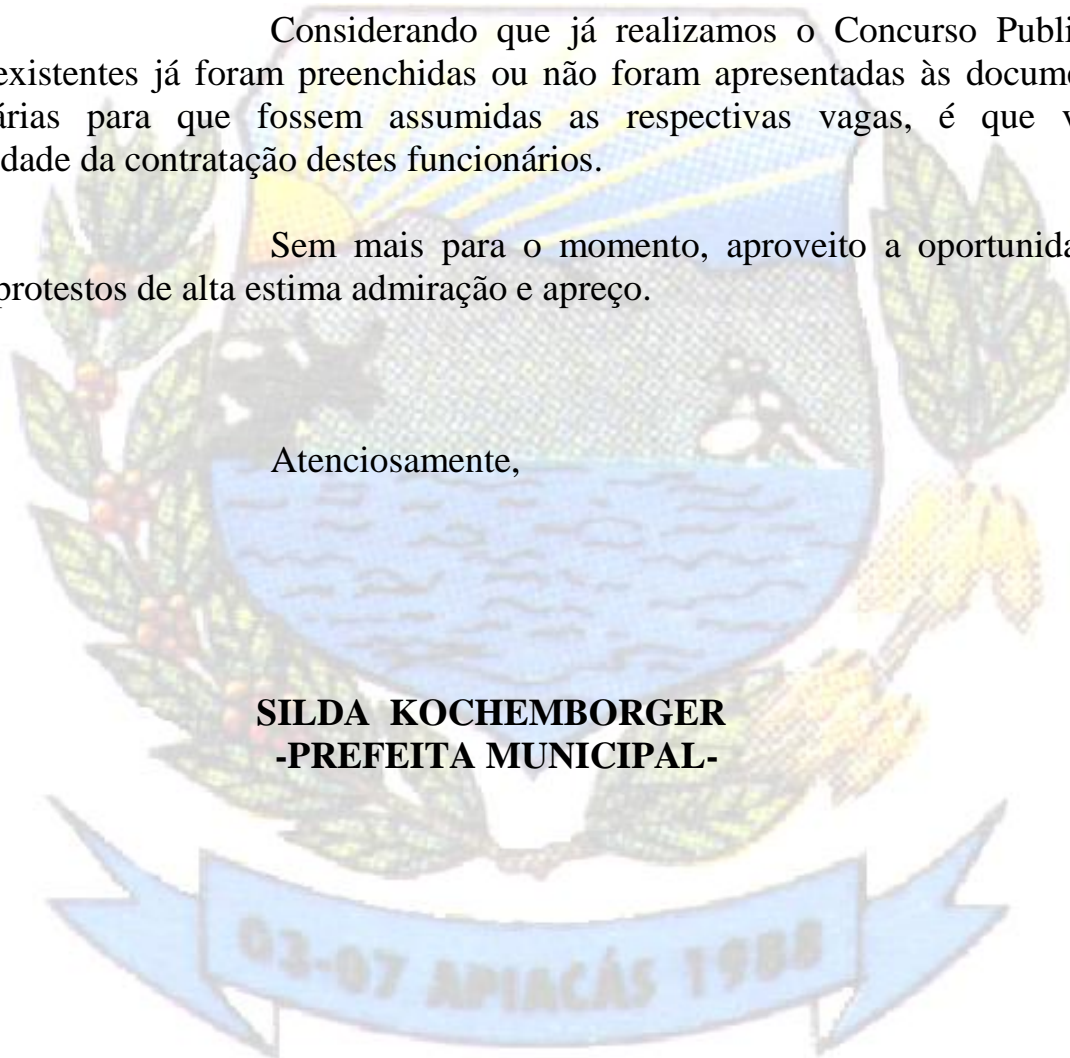 Considerando que já realizamos o Concurso Publi
existentes já foram preenchidas ou não foram apresentadas às docume
árias para que fossem assumidas as respectivas vagas, é que v
idade da contratação destes funcionários.
Sem mais para o momento, aproveito a oportunida
protestos de alta estima admiração e apreço.
Atenciosamente,
SILDA KOCHEMBORGER
-PREFEITA MUNICIPAL-
03-07 APIACÁS 1988